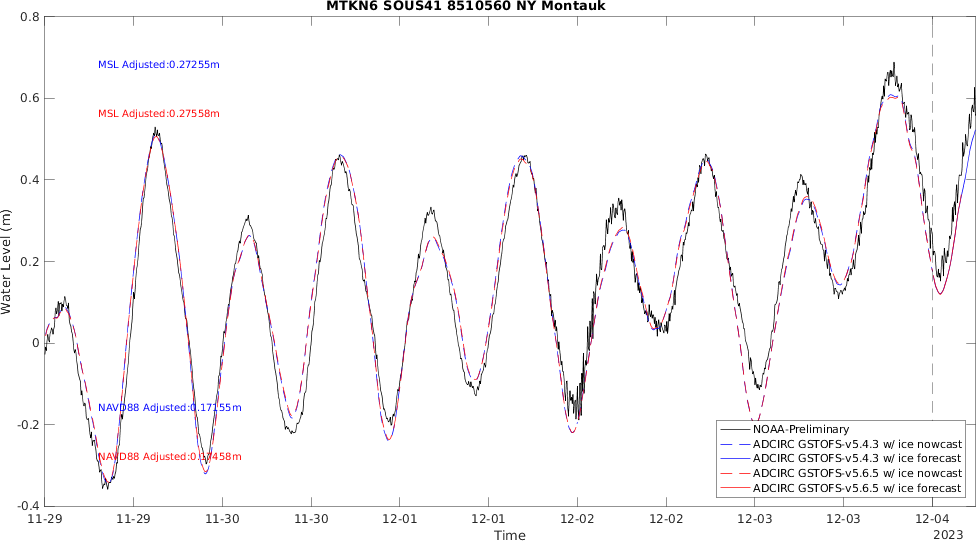 MTKN6 SOUS41 8510560 NY Montauk
0.8
0.6
0.4
0.2
0
-0.2
-0.4
Water Level (m)
MSL Adjusted:0.27255m
MSL Adjusted:0.27558m
NAVD88 Adjusted:0.17155m
NAVD88 Adjusted:
NOAA-Preliminary
ADCIRC GSTOFS-v5.4.3 w/ ice nowcast
ADCIRC GSTOFS-v5.4.3 w/ ice forecast
ADCIRC GSTOFS-v5.6.5 w/ ice nowcast
ADCIRC GSTOFS-v5.6.5 w/ ice forecast
11-29 11-29 11-30 11-30 12-01 12-01 12-02 12-02 12-03 12-03 12-04
Time
2023